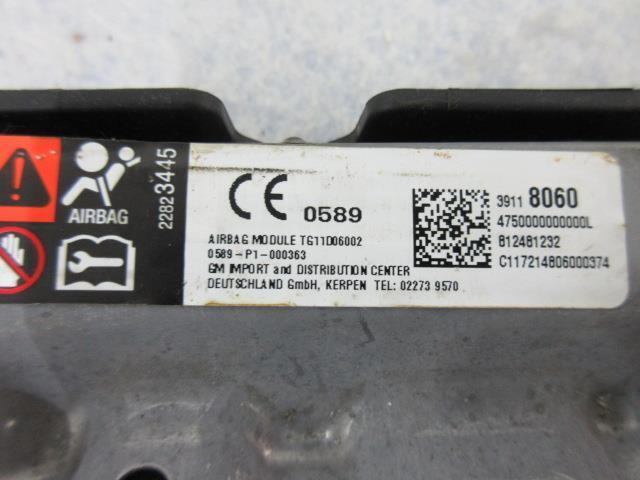 AIRBAG
22823445
CE 0589
AIRBAG MODULE TG11D06002
0589-P1-000363
GM IMPORT and DISTRIBUTION CENTER
DEUTSCHLAND GmbH, KERPEN TEL: 02273 9570
3911 8060
4750000000000L
812481232
C117214806000374